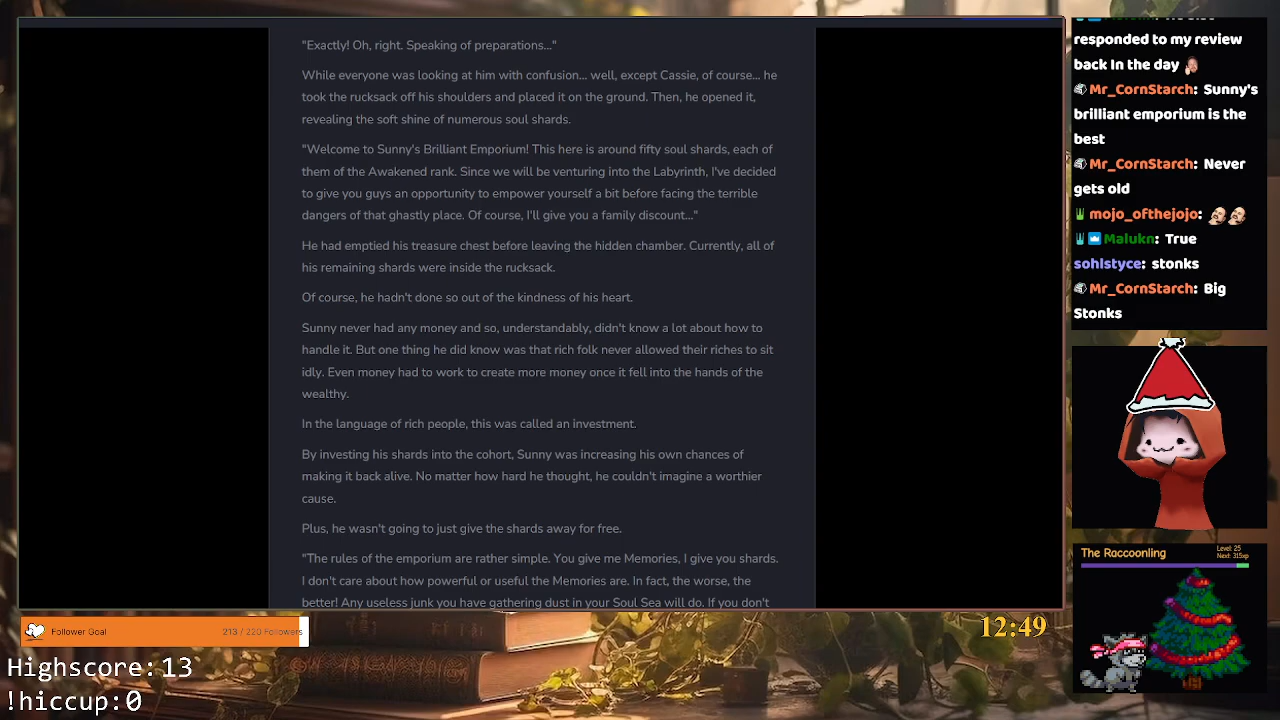 "Exactly! Oh, right. Speaking of preparations..."
While everyone was looking at him with confusion... well, except Cassie, of course... he
took the rucksack off his shoulders and placed it on the ground. Then, he opened it,
revealing the soft shine of numerous soul shards.
"Welcome to Sunny's Brilliant Emporium! This here is around fifty soul shards, each of
them of the Awakened rank. Since we will be venturing into the Labyrinth, I've decided
to give you guys an opportunity to empower yourself a bit before facing the terrible
dangers of that ghastly place. Of course, I'll give you a family discount..."
He had emptied his treasure chest before leaving the hidden chamber. Currently, all of
his remaining shards were inside the rucksack.
Of course, he hadn't done so out of the kindness of his heart.
Sunny never had any money and so, understandably, didn't know a lot about how to
handle it. But one thing he did know was that rich folk never allowed their riches to sit
idly. Even money had to work to create more money once it fell into the hands of the
wealthy.
In the language of rich people, this was called an investment.
By investing his shards into the cohort, Sunny was increasing his own chances of
making it back alive. No matter how hard he thought, he couldn't imagine a worthier
cause.
Plus, he wasn't going to just give the shards away for free.
"The rules of the emporium are rather simple. You give me Memories, I give you shards.
I don't care about how powerful or useful the Memories are. In fact, the worse, the
better! Any useless junk you have gathering dust in your Soul Sea will do. If you don't
responded to my review
back In the day
Mr_CornStarch: Sunny's
brilliant emporium is the
best
Mr_CornStarch: Never
gets old
mojo_ofthejojo:
Malukn: True
sohlstyce: stonks
Mr_CornStarch: Big
Stonks
The Raccoonling
Level: 25
Next: 315xp
Follower Goal
213 / 220 Followers
12:49
Highscore:13
!hiccup:0